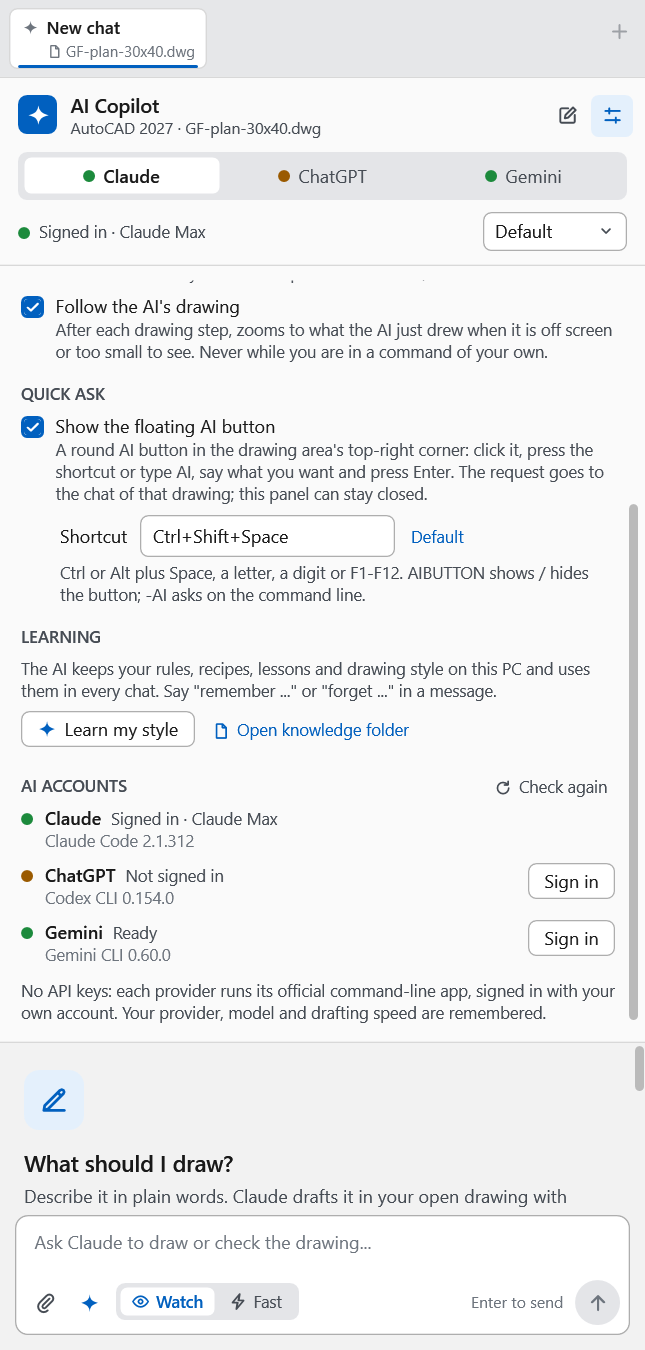 New chat
GF-plan-30x40.dwg
AI Copilot
AutoCAD 2027 · GF-plan-30x40.dwg
Claude
ChatGPT
Gemini
Signed in · Claude Max
Default
Follow the AI's drawing
After each drawing step, zooms to what the AI just drew when it is off screen
or too small to see. Never while you are in a command of your own.
QUICK ASK
Show the floating AI button
A round AI button in the drawing area's top-right corner: click it, press the
shortcut or type AI, say what you want and press Enter. The request goes to
the chat of that drawing; this panel can stay closed.
Shortcut
Ctrl+Shift+Space
Default
Ctrl or Alt plus Space, a letter, a digit or F1-F12. AIBUTTON shows / hides
the button; -AI asks on the command line.
LEARNING
The AI keeps your rules, recipes, lessons and drawing style on this PC and uses
them in every chat. Say "remember ..." or "forget ..." in a message.
Learn my style
Open knowledge folder
AI ACCOUNTS
Check again
Claude Signed in · Claude Max
Claude Code 2.1.312
ChatGPT Not signed in
Codex CLI 0.154.0
Sign in
Gemini Ready
Gemini CLI 0.60.0
Sign in
No API keys: each provider runs its official command-line app, signed in with your
own account. Your provider, model and drafting speed are remembered.
What should I draw?
Describe it in plain words. Claude drafts it in your open drawing with
Ask Claude to draw or check the drawing...
Watch
Fast
Enter to send